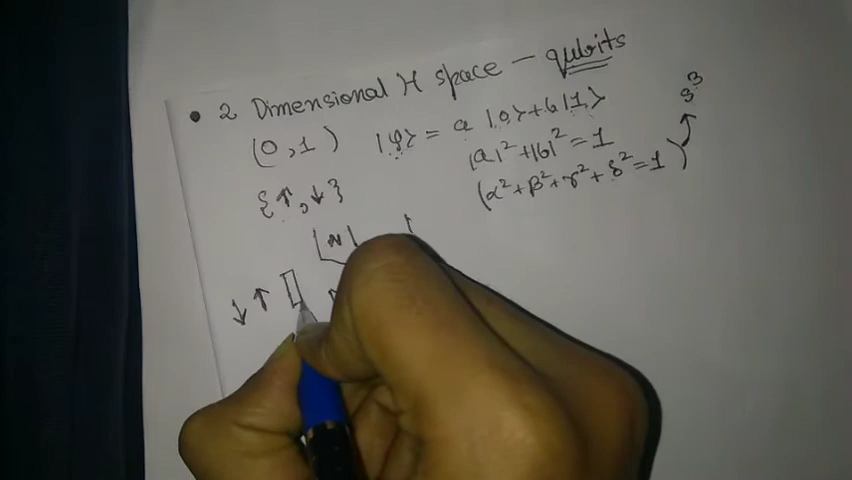 • 2 Dimensional H space – qubits
(0,1) |φ⟩ = a |0⟩+b|1⟩
|a|²+|b|² = 1
{↑,↓} (α²+β²+γ²+δ²=1) → S³
N
↓ ↑